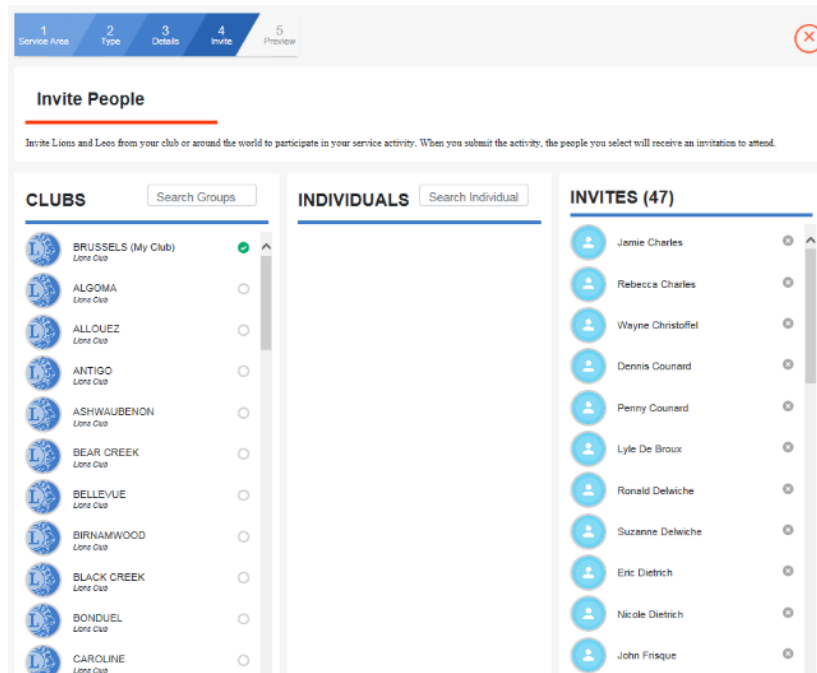 1
Service Area
2
Type
3
Details
4
Invite
5
Preview
Invite People
Invite Lions and Leos from your club or around the world to participate in your service activity. When you submit the activity, the people you select will receive an invitation to attend.
CLUBS
Search Groups
BRUSSELS (My Club)
Lions Club
ALGOMA
Lions Club
ALLOUEZ
Lions Club
ANTIGO
Lions Club
ASHWAUBENON
Lions Club
BEAR CREEK
Lions Club
BELLEVUE
Lions Club
BIRNAMWOOD
Lions Club
BLACK CREEK
Lions Club
BONDUEL
Lions Club
CAROLINE
Lions Club
INDIVIDUALS
Search Individual
INVITES (47)
Jamie Charles
Rebecca Charles
Wayne Christoffel
Dennis Counard
Penny Counard
Lyle De Broux
Ronald Delwiche
Suzanne Delwiche
Eric Dietrich
Nicole Dietrich
John Frisque